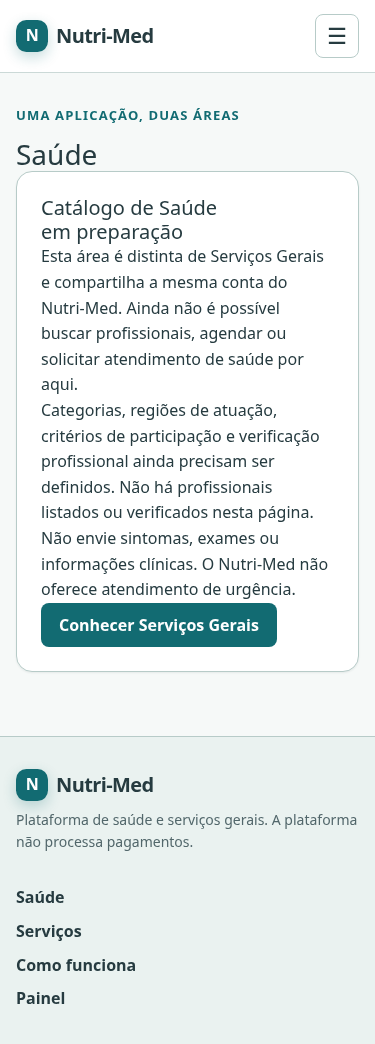 N Nutri-Med ☰
UMA APLICAÇÃO, DUAS ÁREAS
Saúde
Catálogo de Saúde
em preparação
Esta área é distinta de Serviços Gerais
e compartilha a mesma conta do
Nutri-Med. Ainda não é possível
buscar profissionais, agendar ou
solicitar atendimento de saúde por
aqui.
Categorias, regiões de atuação,
critérios de participação e verificação
profissional ainda precisam ser
definidos. Não há profissionais
listados ou verificados nesta página.
Não envie sintomas, exames ou
informações clínicas. O Nutri-Med não
oferece atendimento de urgência.
Conhecer Serviços Gerais
N Nutri-Med
Plataforma de saúde e serviços gerais. A plataforma
não processa pagamentos.
Saúde
Serviços
Como funciona
Painel